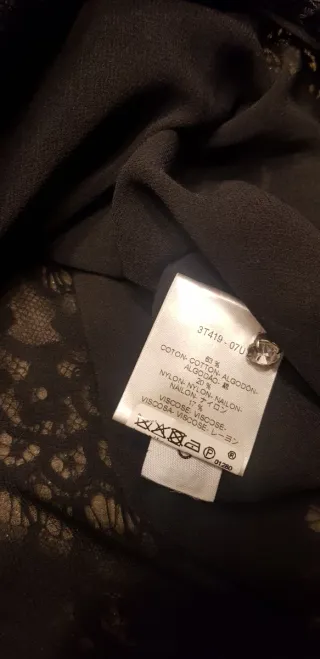 3T419 - 07U
63 %
COTON- COTTON- ALGODON-
ALGODÃO- 綿
20 %
NYLON- NYLON- NAILON-
NAILON- ナイロン
17 %
VISCOSE- VISCOSE-
VISCOSA- VISCOSE- レーヨン
P
®
01280